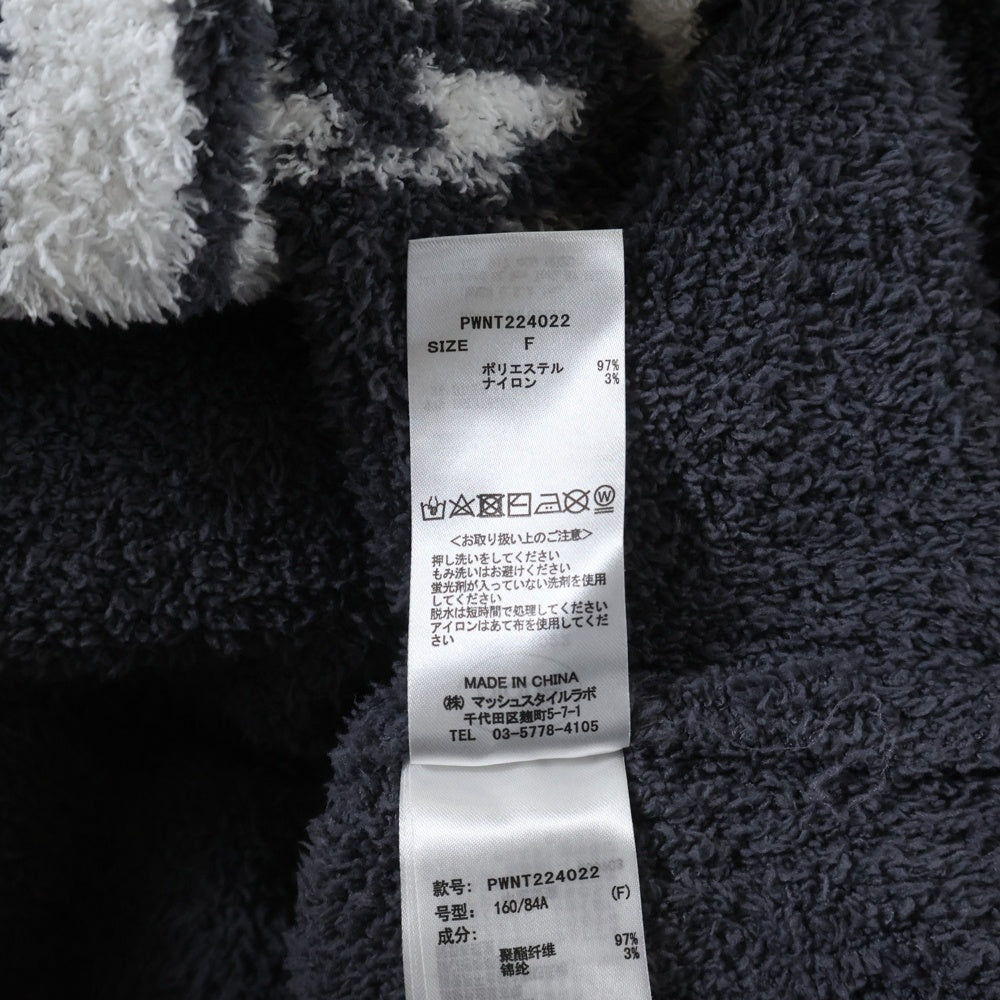 PWNT224022
SIZE F
ポリエステル 97%
ナイロン 3%
<お取り扱い上のご注意>
押し洗いをしてください
もみ洗いはお避けください
蛍光剤が入っていない洗剤を使用
してください
脱水は短時間で処理してください
アイロンはあて布を使用してくだ
さい
MADE IN CHINA
(株) マッシュスタイルラボ
千代田区麹町5-7-1
TEL 03-5778-4105
款号: PWNT224022
号型: 160/84A (F)
成分:
聚酯纤维 97%
锦纶 3%